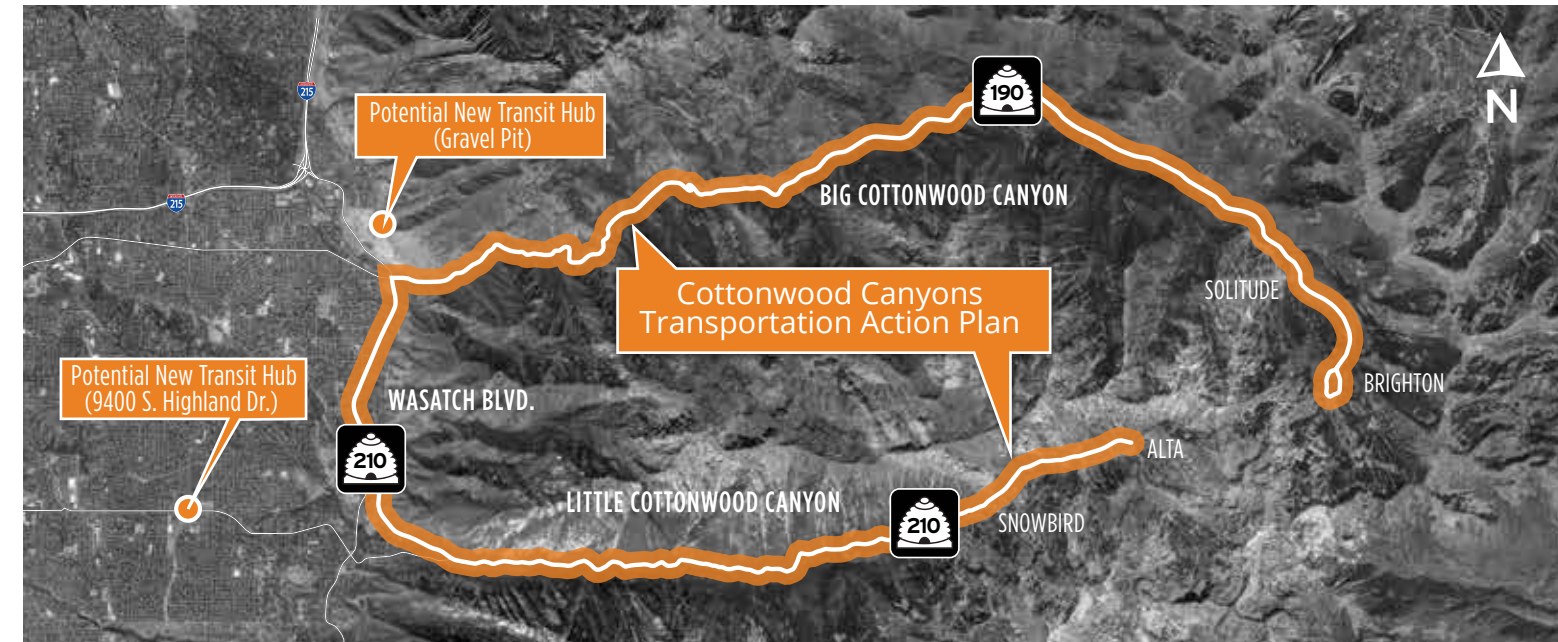 190
N
215
Potential New Transit Hub
(Gravel Pit)
215
BIG COTTONWOOD CANYON
Cottonwood Canyons
Transportation Action Plan
SOLITUDE
Potential New Transit Hub
(9400 S. Highland Dr.)
WASATCH BLVD.
BRIGHTON
210
ALTA
LITTLE COTTONWOOD CANYON
210
SNOWBIRD